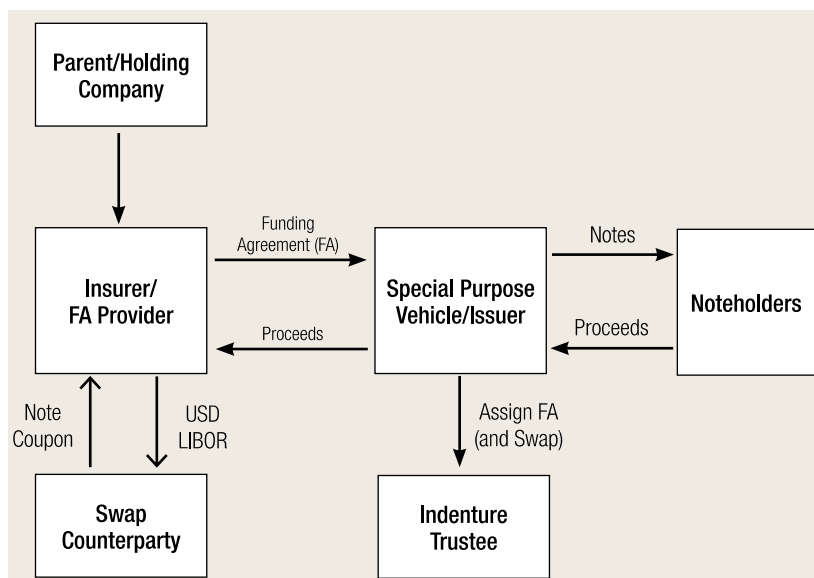 Parent/Holding
Company
Funding
Agreement (FA)
Notes
Insurer/
FA Provider
Special Purpose
Vehicle/Issuer
Noteholders
Proceeds
Proceeds
Note
Coupon
USD
LIBOR
Assign FA
(and Swap)
Swap
Counterparty
Indenture
Trustee